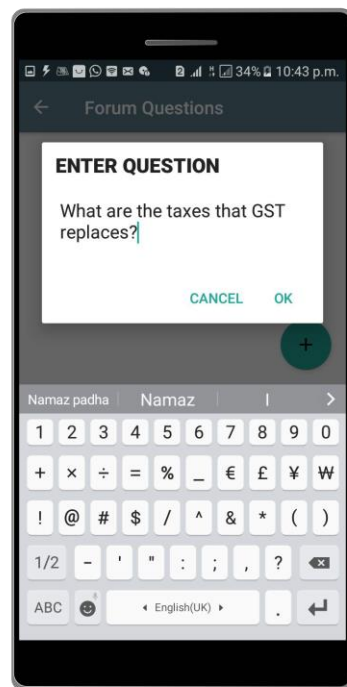 34% 10:43 p.m.
Forum Questions
ENTER QUESTION
What are the taxes that GST
replaces?
CANCEL OK
+
Namaz padha Namaz I >
1 2 3 4 5 6 7 8 9 0
+ × ÷ = % _ € £ ¥ ₩
! @ # $ / ^ & * ( )
1/2 - ' " : ; , ?
ABC English(UK) .